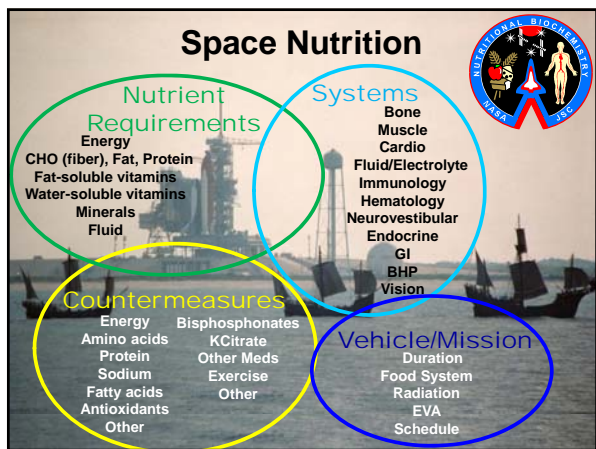 Space Nutrition
NUTRITIONAL BIOCHEMISTRY
NASA
JSC
Nutrient
Requirements
Energy
CHO (fiber), Fat, Protein
Fat-soluble vitamins
Water-soluble vitamins
Minerals
Fluid
Systems
Bone
Muscle
Cardio
Fluid/Electrolyte
Immunology
Hematology
Neurovestibular
Endocrine
GI
BHP
Vision
Countermeasures
Energy
Amino acids
Protein
Sodium
Fatty acids
Antioxidants
Other
Bisphosphonates
KCitrate
Other Meds
Exercise
Other
Vehicle/Mission
Duration
Food System
Radiation
EVA
Schedule